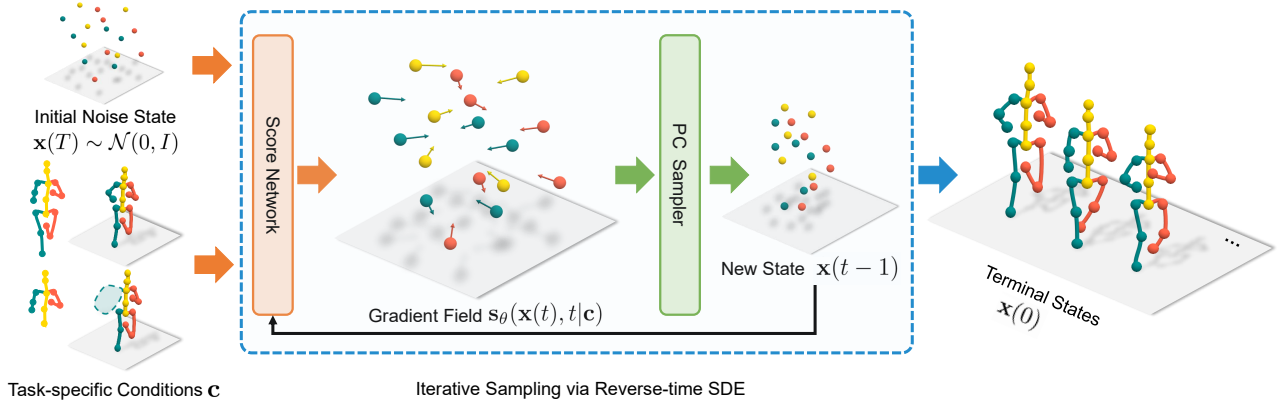 Initial Noise State
x(T) ∼ N(0, I)
Task-specific Conditions c
Score Network
Gradient Field s_θ(x(t), t|c)
PC Sampler
New State x(t − 1)
Iterative Sampling via Reverse-time SDE
...
Terminal States
x(0)